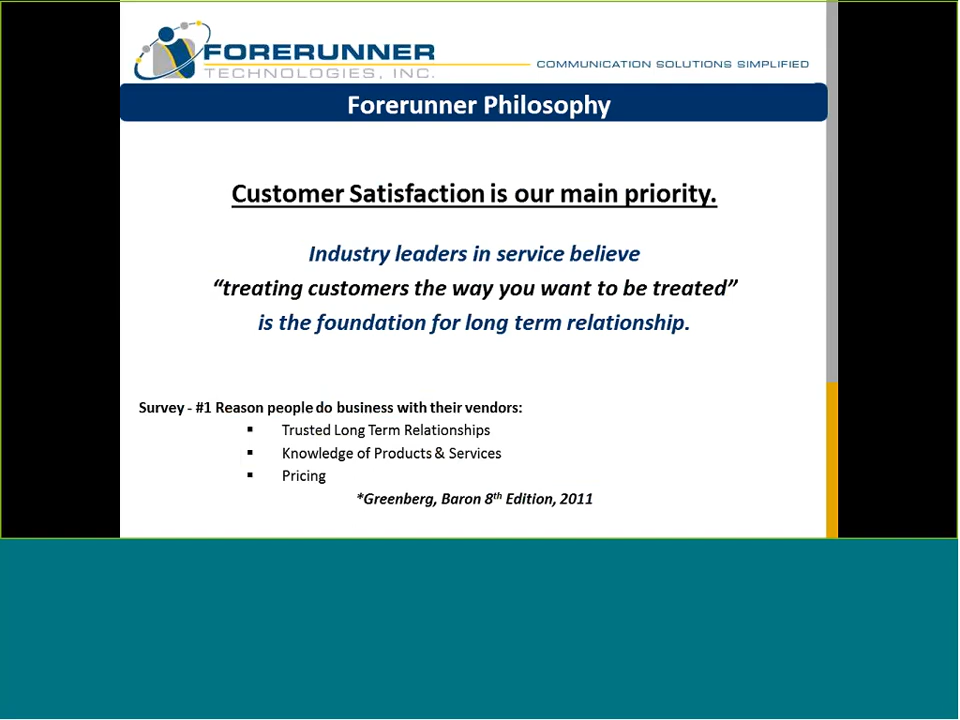 FORERUNNER
TECHNOLOGIES, INC.
COMMUNICATION SOLUTIONS SIMPLIFIED
Forerunner Philosophy
Customer Satisfaction is our main priority.
Industry leaders in service believe
“treating customers the way you want to be treated”
is the foundation for long term relationship.
Survey - #1 Reason people do business with their vendors:
▪ Trusted Long Term Relationships
▪ Knowledge of Products & Services
▪ Pricing
*Greenberg, Baron 8th Edition, 2011